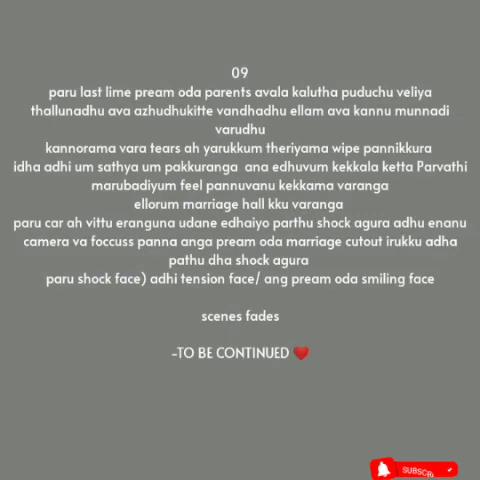 09
paru last lime pream oda parents avala kalutha puduchu veliya
thallunadhu ava azhudhukitte vandhadhu ellam ava kannu munnadi
varudhu
kannorama vara tears ah yarukkum theriyama wipe pannikkura
idha adhi um sathya um pakkuranga ana edhuvum kekkala ketta Parvathi
marubadiyum feel pannuvanu kekkama varanga
ellorum marriage hall kku varanga
paru car ah vittu eranguna udane edhaiyo parthu shock agura adhu enanu
camera va foccuss panna anga pream oda marriage cutout irukku adha
pathu dha shock agura
paru shock face) adhi tension face/ ang pream oda smiling face
scenes fades
-TO BE CONTINUED ❤️